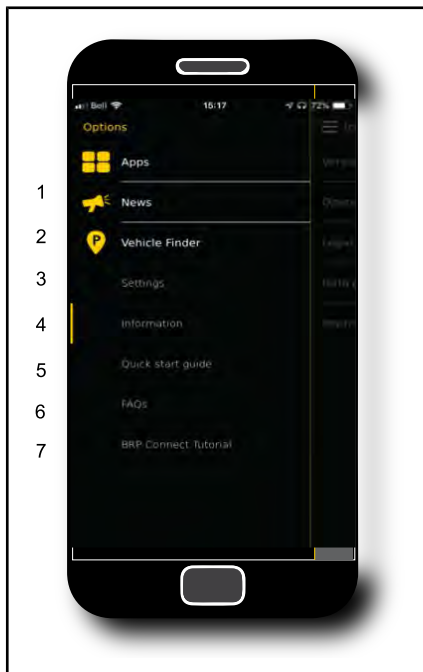 Bell 15:17 72%
Options
Apps
1
News
2
Vehicle Finder
3
Settings
4
Information
5
Quick start guide
6
FAQs
7
BRP Connect Tutorial